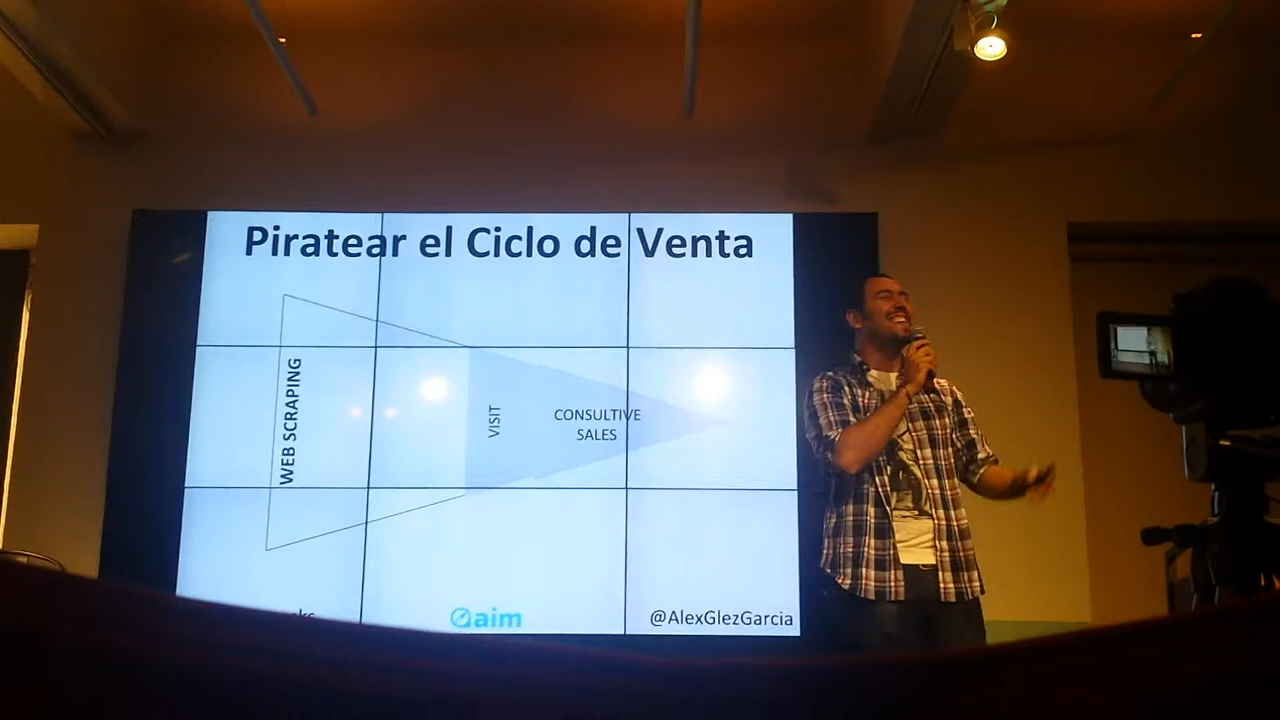 Piratear el Ciclo de Venta
WEB SCRAPING
VISIT
CONSULTIVE
SALES
aim
@AlexGlezGarcia